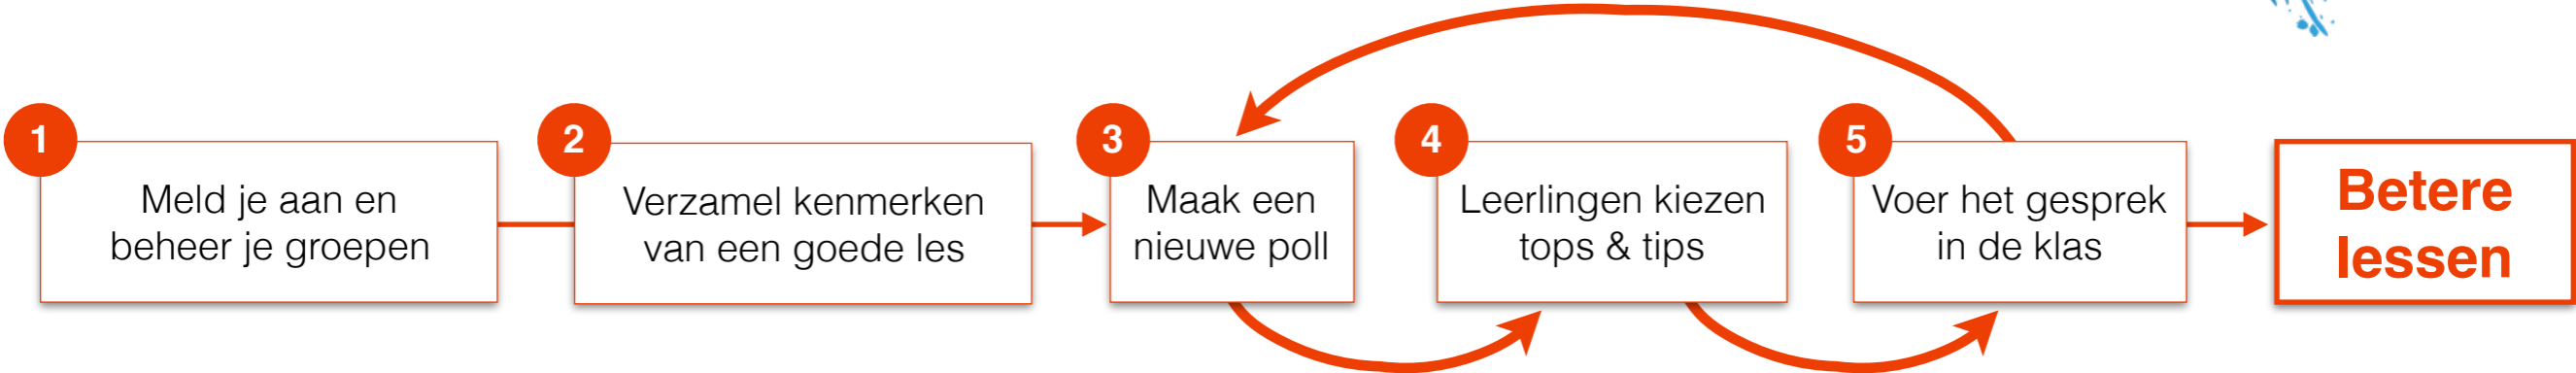 1
Meld je aan en
beheer je groepen
2
Verzamel kenmerken
van een goede les
3
Maak een
nieuwe poll
4
Leerlingen kiezen
tops & tips
5
Voer het gesprek
in de klas
Betere
lessen